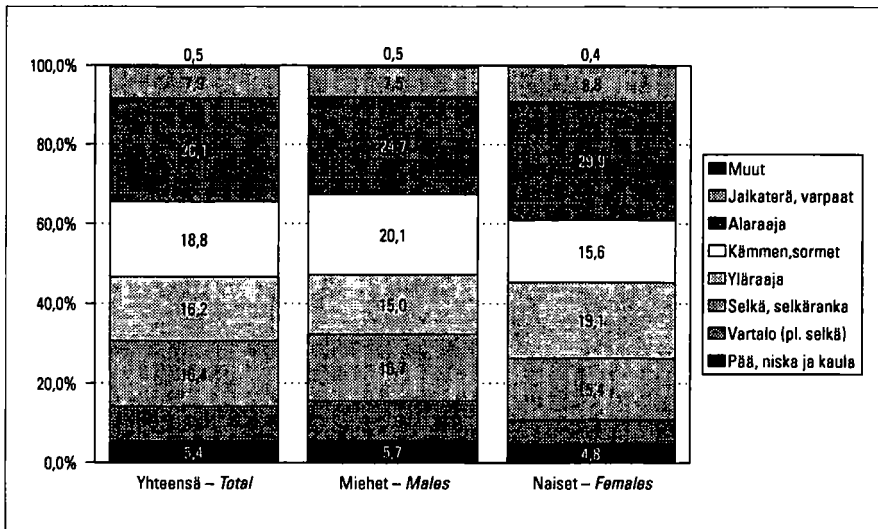 0,5 0,5 0,4
100,0%
7,9 7,5 8,8
80,0%
26,1 24,7 29,9
60,0%
18,8 20,1 15,6
40,0%
16,2 15,0 19,1
20,0%
16,4 16,7 15,4
0,0%
5,4 5,7 4,8
Yhteensä – Total Miehet – Males Naiset – Females
Muut
Jalkaterä, varpaat
Alaraaja
Kämmen,sormet
Yläraaja
Selkä, selkäranka
Vartalo (pl. selkä)
Pää, niska ja kaula